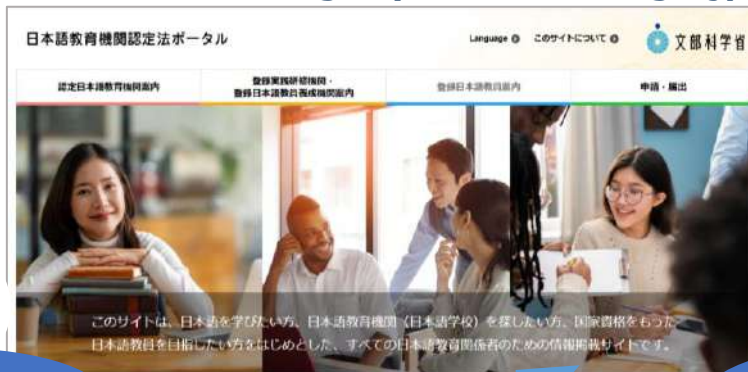 日本語教育機関認定法ポータル
Language
このサイトについて
文部科学省
認定日本語教育機関案内
登録実践研修機関・
登録日本語教員養成機関案内
登録日本語教員案内
申請・届出
このサイトは、日本語を学びたい方、日本語教育機関（日本語学校）を探したい方、国家資格をもった
日本語教員を目指したい方をはじめとした、すべての日本語教育関係者のための情報掲載サイトです。